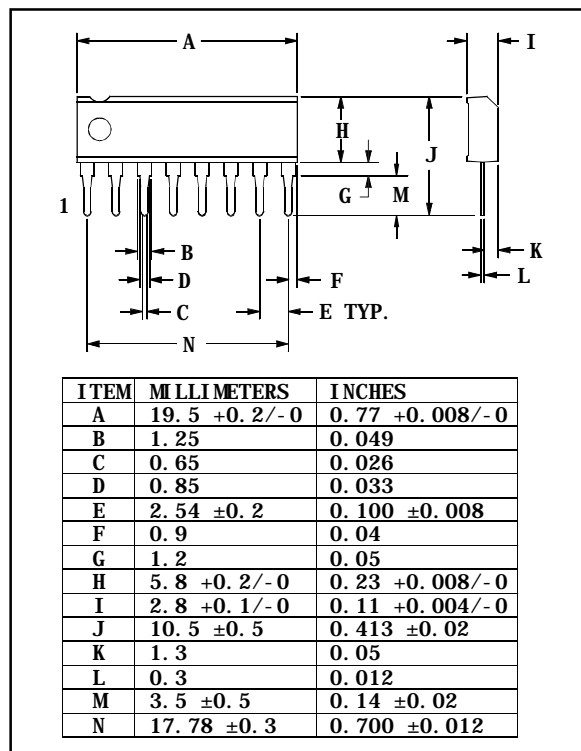 A
I
H
J
G
M
1
K
B
L
D
F
C
E TYP.
N
ITEM MILLIMETERS INCHES
A 19.5 +0.2/-0 0.77 +0.008/-0
B 1.25 0.049
C 0.65 0.026
D 0.85 0.033
E 2.54 ±0.2 0.100 ±0.008
F 0.9 0.04
G 1.2 0.05
H 5.8 +0.2/-0 0.23 +0.008/-0
I 2.8 +0.1/-0 0.11 +0.004/-0
J 10.5 ±0.5 0.413 ±0.02
K 1.3 0.05
L 0.3 0.012
M 3.5 ±0.5 0.14 ±0.02
N 17.78 ±0.3 0.700 ±0.012